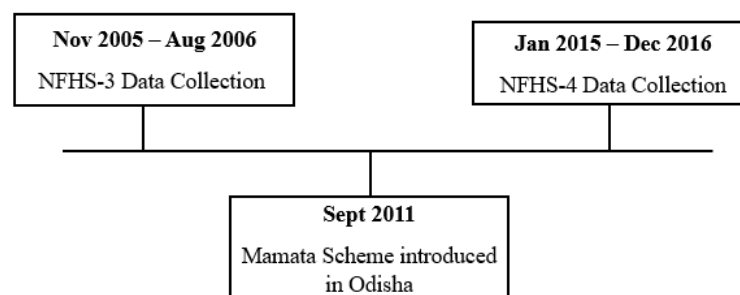 Nov 2005 – Aug 2006
NFHS-3 Data Collection
Jan 2015 – Dec 2016
NFHS-4 Data Collection
Sept 2011
Mamata Scheme introduced
in Odisha